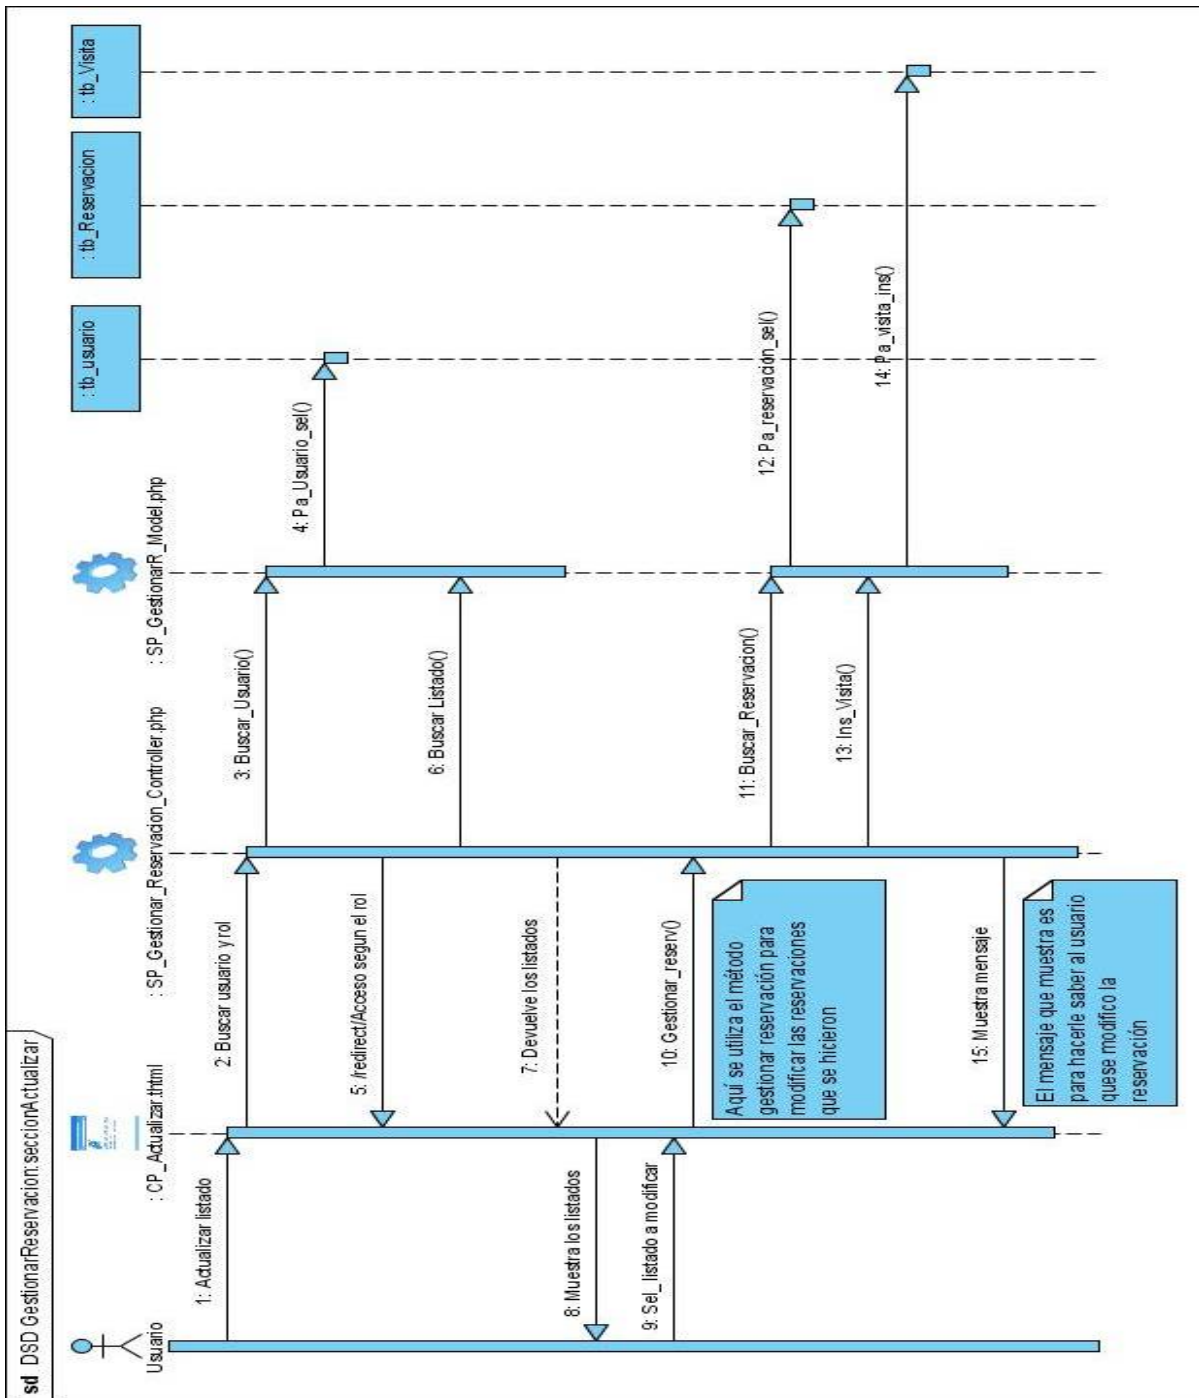 sd DSD GestionarReservacion:seccionActualizar
Usuario
: CP_Actualizar.thtml
: SP_Gestionar_Reservacion_Controller.php
: SP_GestionarR_Model.php
: tb_usuario
: tb_Reservacion
: tb_Visita
1: Actualizar listado
2: Buscar usuario y rol
3: Buscar_Usuario()
4: Pa_Usuario_sel()
5: /redirect/Acceso segun el rol
6: Buscar Listado()
7: Devuelve los listados
8: Muestra los listados
9: Sel_listado a modificar
10: Gestionar_reserv()
Aquí se utiliza el método
gestionar reservación para
modificar las reservaciones
que se hicieron
11: Buscar_Reservacion()
12: Pa_reservación_sel()
13: Ins_Visita()
14: Pa_visita_ins()
15: Muestra mensaje
El mensaje que muestra es
para hacerle saber al usuario
quese modifico la
reservación